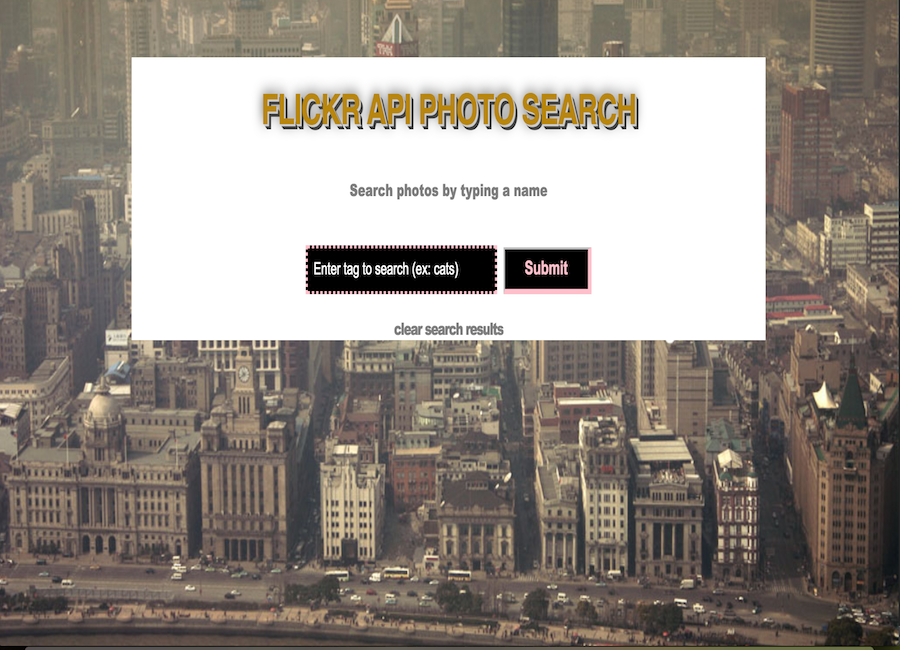 FLICKR API PHOTO SEARCH
Search photos by typing a name
Enter tag to search (ex: cats)
Submit
clear search results